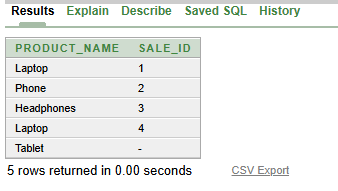 Results Explain Describe Saved SQL History
PRODUCT_NAME SALE_ID
Laptop 1
Phone 2
Headphones 3
Laptop 4
Tablet -
5 rows returned in 0.00 seconds CSV Export